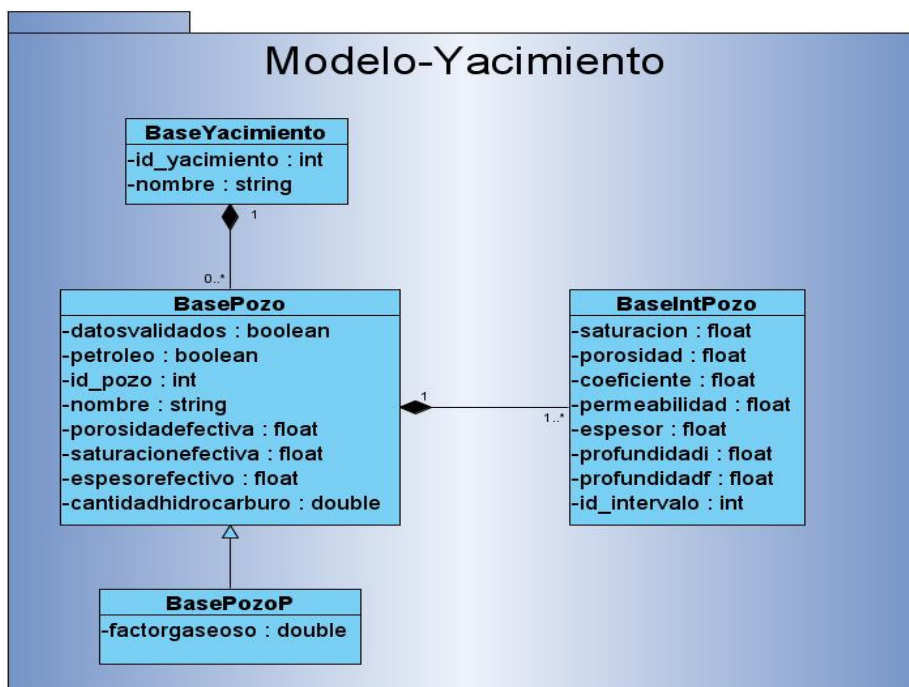 Modelo-Yacimiento
BaseYacimiento
-id_yacimiento : int
-nombre : string
1
0..*
BasePozo
-datosvalidados : boolean
-petroleo : boolean
-id_pozo : int
-nombre : string
-porosidadefectiva : float
-saturacionefectiva : float
-espesorefectivo : float
-cantidadhidrocarburo : double
1
1..*
BaseIntPozo
-saturacion : float
-porosidad : float
-coeficiente : float
-permeabilidad : float
-espesor : float
-profundidadi : float
-profundidadf : float
-id_intervalo : int
BasePozoP
-factorgaseoso : double